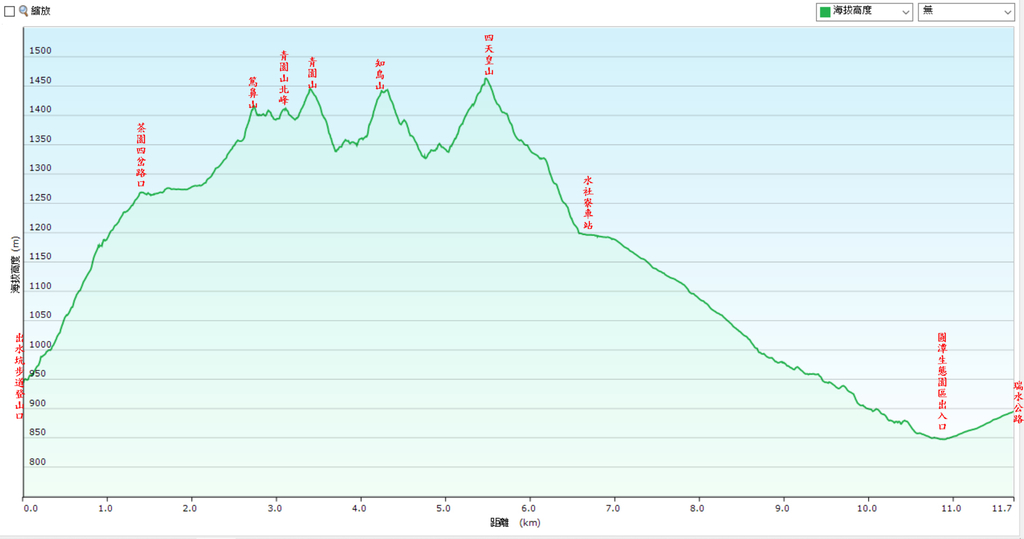 縮放
海拔高度
無
四天皇山
青園山北峰
青園山
知鳥山
鳶鼻山
茶園四岔路口
水社寮車站
出水坑步道登山口
圓潭生態園區出入口
瑞水公路
海拔高度 (m)
1500
1450
1400
1350
1300
1250
1200
1150
1100
1050
1000
950
900
850
800
0.0 1.0 2.0 3.0 4.0 5.0 6.0 7.0 8.0 9.0 10.0 11.0 11.7
距離 (km)